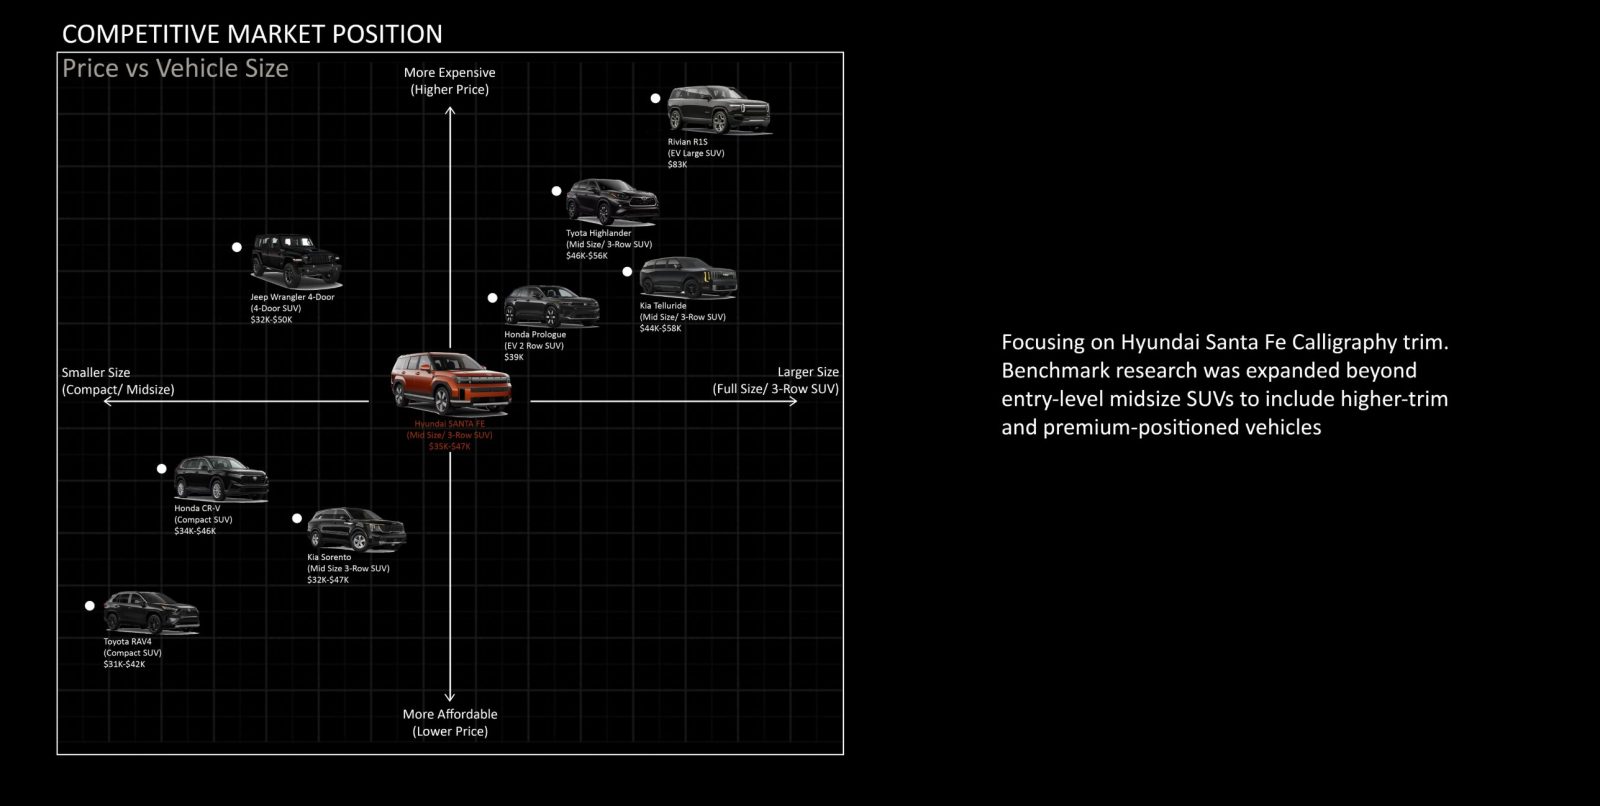 COMPETITIVE MARKET POSITION
Price vs Vehicle Size
More Expensive
(Higher Price)
Rivian R1S
(EV Large SUV)
$83K
Tyota Highlander
(Mid Size/ 3-Row SUV)
$46K-$56K
Jeep Wrangler 4-Door
(4-Door SUV)
$32K-$50K
Kia Telluride
(Mid Size/ 3-Row SUV)
$44K-$58K
Honda Prologue
(EV 2 Row SUV)
$39K
Smaller Size
(Compact/ Midsize)
Larger Size
(Full Size/ 3-Row SUV)
Hyundai SANTA FE
(Mid Size/ 3-Row SUV)
$35K-$47K
Honda CR-V
(Compact SUV)
$34K-$46K
Kia Sorento
(Mid Size 3-Row SUV)
$32K-$47K
Toyota RAV4
(Compact SUV)
$31K-$42K
More Affordable
(Lower Price)
Focusing on Hyundai Santa Fe Calligraphy trim.
Benchmark research was expanded beyond
entry-level midsize SUVs to include higher-trim
and premium-positioned vehicles